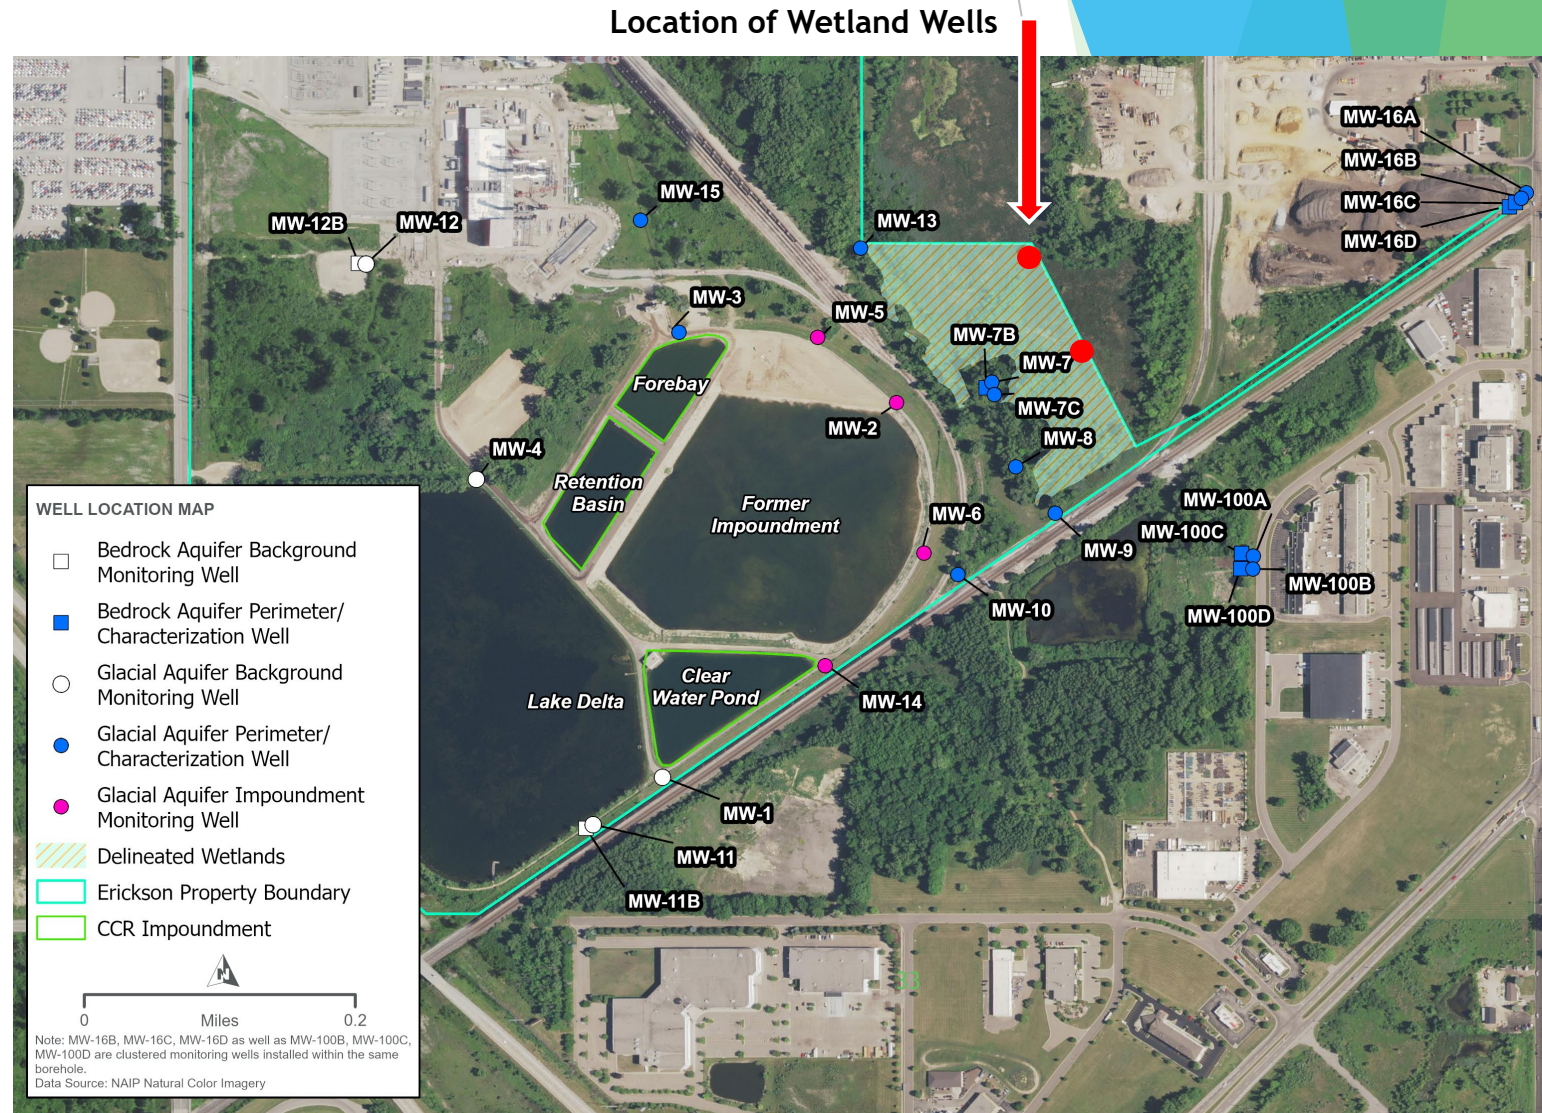 Location of Wetland Wells
MW-16A
MW-16B
MW-15
MW-16C
MW-12B
MW-12
MW-13
MW-16D
MW-3
MW-5
MW-7B
MW-7
MW-7C
MW-2
MW-8
MW-4
Forebay
Retention
Basin
Former
Impoundment
MW-6
MW-100A
MW-100C
MW-9
MW-100B
MW-10
MW-100D
Clear
Water Pond
Lake Delta
MW-14
MW-1
MW-11
MW-11B
33
WELL LOCATION MAP
Bedrock Aquifer Background
Monitoring Well
Bedrock Aquifer Perimeter/
Characterization Well
Glacial Aquifer Background
Monitoring Well
Glacial Aquifer Perimeter/
Characterization Well
Glacial Aquifer Impoundment
Monitoring Well
Delineated Wetlands
Erickson Property Boundary
CCR Impoundment
N
0 Miles 0.2
Note: MW-16B, MW-16C, MW-16D as well as MW-100B, MW-100C,
MW-100D are clustered monitoring wells installed within the same
borehole.
Data Source: NAIP Natural Color Imagery